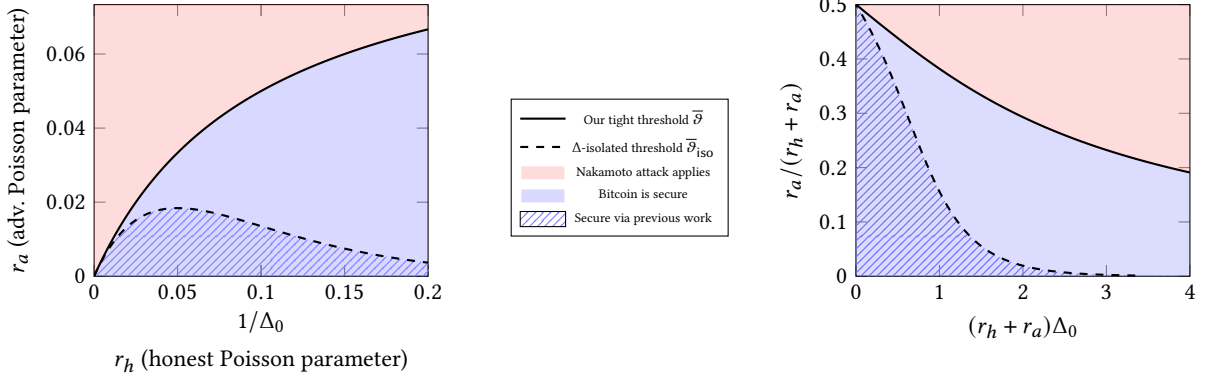 r_a (adv. Poisson parameter)
0.06
0.04
0.02
0
0
0.05
0.1
0.15
0.2
1/Δ₀
r_h (honest Poisson parameter)
Our tight threshold ϑ̅
Δ-isolated threshold ϑ̅_iso
Nakamoto attack applies
Bitcoin is secure
Secure via previous work
r_a/(r_h + r_a)
0.5
0.4
0.3
0.2
0.1
0
0
1
2
3
4
(r_h + r_a)Δ₀